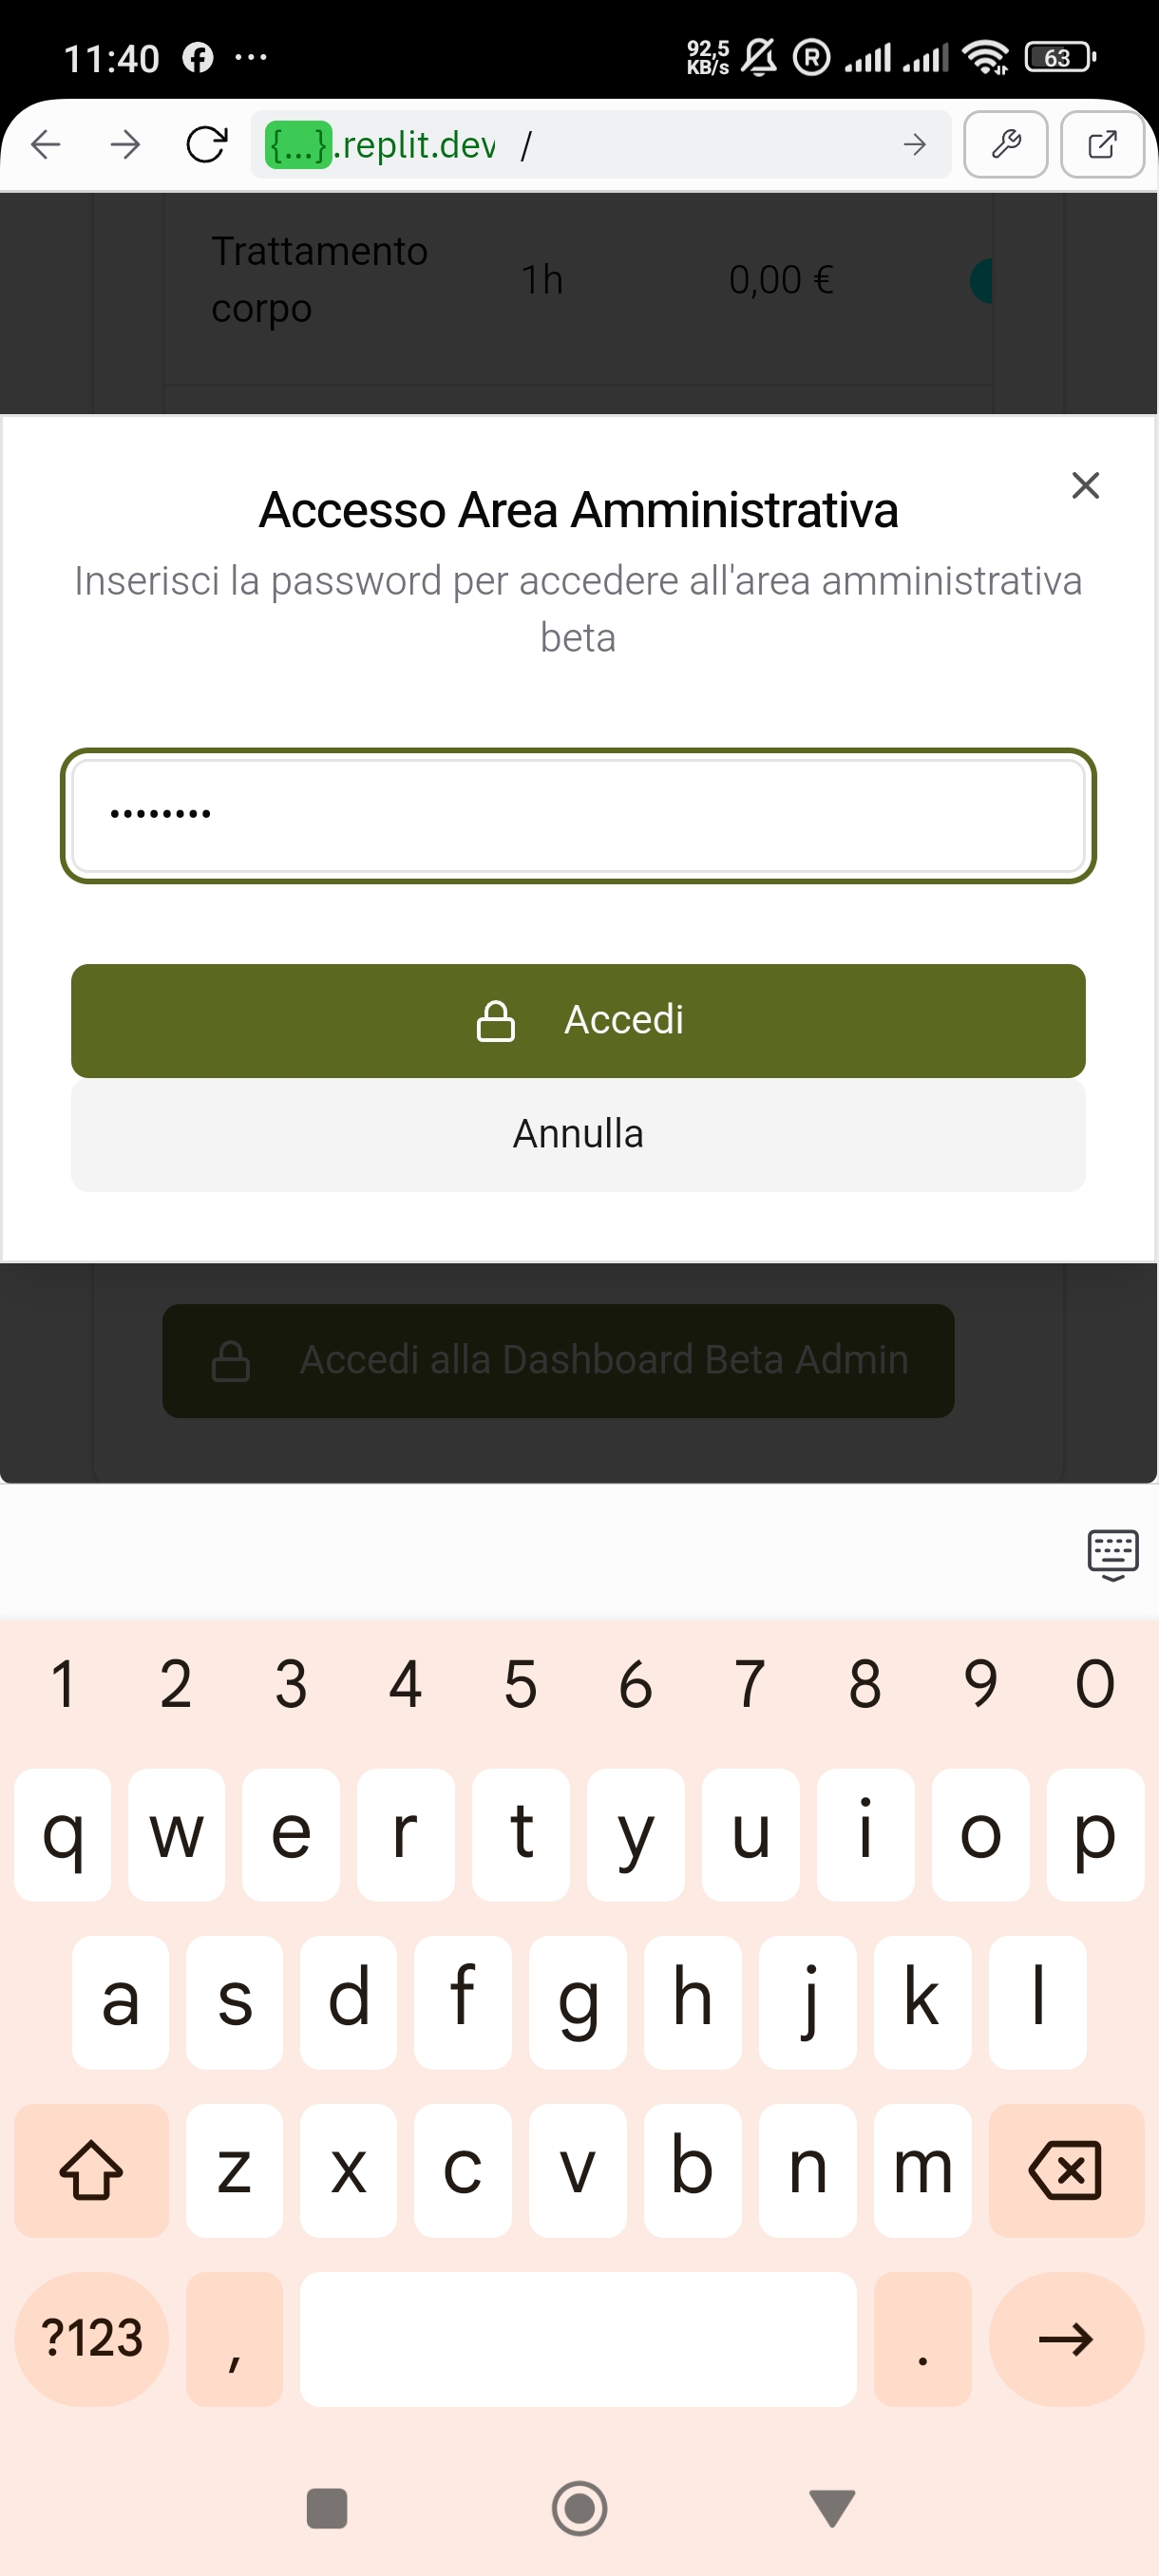 11:40
92,5
KB/s
R
63
{...}.replit.dev /
Trattamento
corpo
1h
0,00 €
Accesso Area Amministrativa
Inserisci la password per accedere all'area amministrativa
beta
••••••••
Accedi
Annulla
Accedi alla Dashboard Beta Admin
1 2 3 4 5 6 7 8 9 0
q w e r t y u i o p
a s d f g h j k l
z x c v b n m
?123 , .